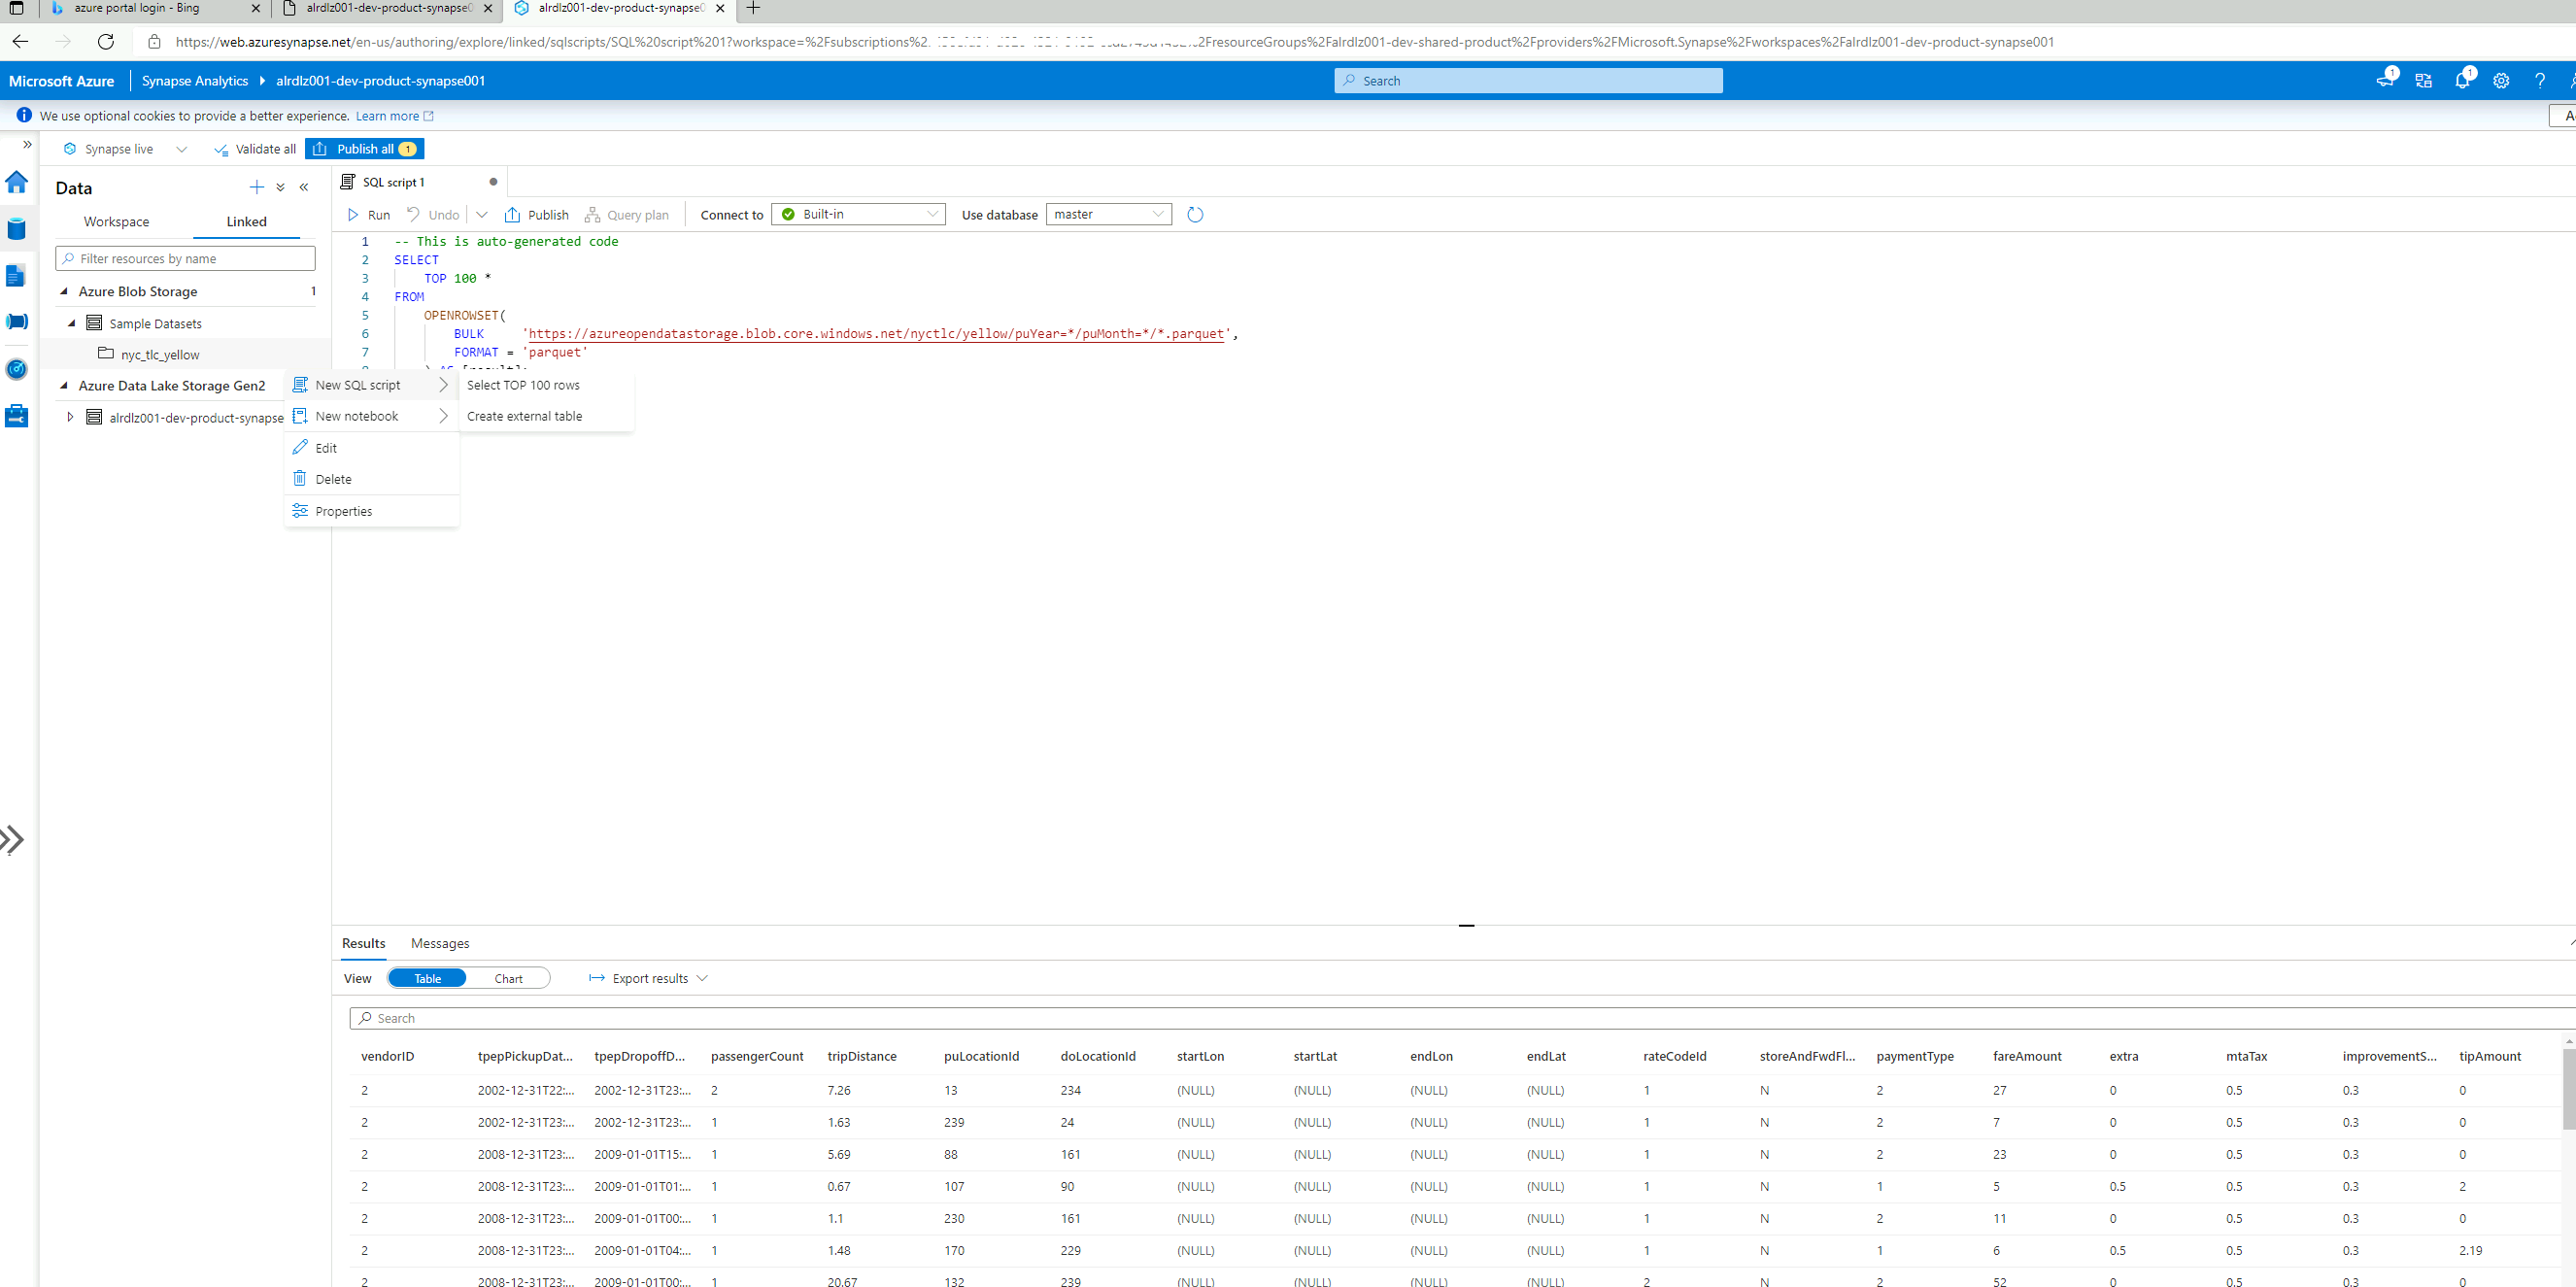 azure portal login - Bing
alrdlz001-dev-product-synapse0
alrdlz001-dev-product-synapse0
https://web.azuresynapse.net/en-us/authoring/explore/linked/sqlscripts/SQL%20script%201?workspace=%2Fsubscriptions%2
2FresourceGroups%2Falrdlz001-dev-shared-product%2Fproviders%2FMicrosoft.Synapse%2Fworkspaces%2Falrdlz001-dev-product-synapse001
Microsoft Azure Synapse Analytics alrdlz001-dev-product-synapse001 Search 1 1
We use optional cookies to provide a better experience. Learn more
Synapse live Validate all Publish all 1
Data
Workspace Linked
Filter resources by name
Azure Blob Storage 1
Sample Datasets
nyc_tlc_yellow
Azure Data Lake Storage Gen2
alrdlz001-dev-product-synapse
New SQL script
New notebook
Edit
Delete
Properties
Select TOP 100 rows
Create external table
SQL script 1
Run Undo Publish Query plan Connect to Built-in Use database master
1 -- This is auto-generated code
2 SELECT
3 TOP 100 *
4 FROM
5 OPENROWSET(
6 BULK 'https://azureopendatastorage.blob.core.windows.net/nyctlc/yellow/puYear=*/puMonth=*/*.parquet',
7 FORMAT = 'parquet'
8 ) AS [result];
Results Messages
View Table Chart Export results
Search
vendorID tpepPickupDat... tpepDropoffD... passengerCount tripDistance puLocationId doLocationId startLon startLat endLon endLat rateCodeId storeAndFwdFl... paymentType fareAmount extra mtaTax improvementS... tipAmount
2 2002-12-31T22:... 2002-12-31T23:... 2 7.26 13 234 (NULL) (NULL) (NULL) (NULL) 1 N 2 27 0 0.5 0.3 0
2 2002-12-31T23:... 2002-12-31T23:... 1 1.63 239 24 (NULL) (NULL) (NULL) (NULL) 1 N 2 7 0 0.5 0.3 0
2 2008-12-31T23:... 2009-01-01T15:... 1 5.69 88 161 (NULL) (NULL) (NULL) (NULL) 1 N 2 23 0 0.5 0.3 0
2 2008-12-31T23:... 2009-01-01T01:... 1 0.67 107 90 (NULL) (NULL) (NULL) (NULL) 1 N 1 5 0.5 0.5 0.3 2
2 2008-12-31T23:... 2009-01-01T00:... 1 1.1 230 161 (NULL) (NULL) (NULL) (NULL) 1 N 2 11 0 0.5 0.3 0
2 2008-12-31T23:... 2009-01-01T04:... 1 1.48 170 229 (NULL) (NULL) (NULL) (NULL) 1 N 1 6 0.5 0.5 0.3 2.19
2 2008-12-31T23:... 2009-01-01T00:... 1 20.67 132 239 (NULL) (NULL) (NULL) (NULL) 2 N 2 52 0 0.5 0.3 0